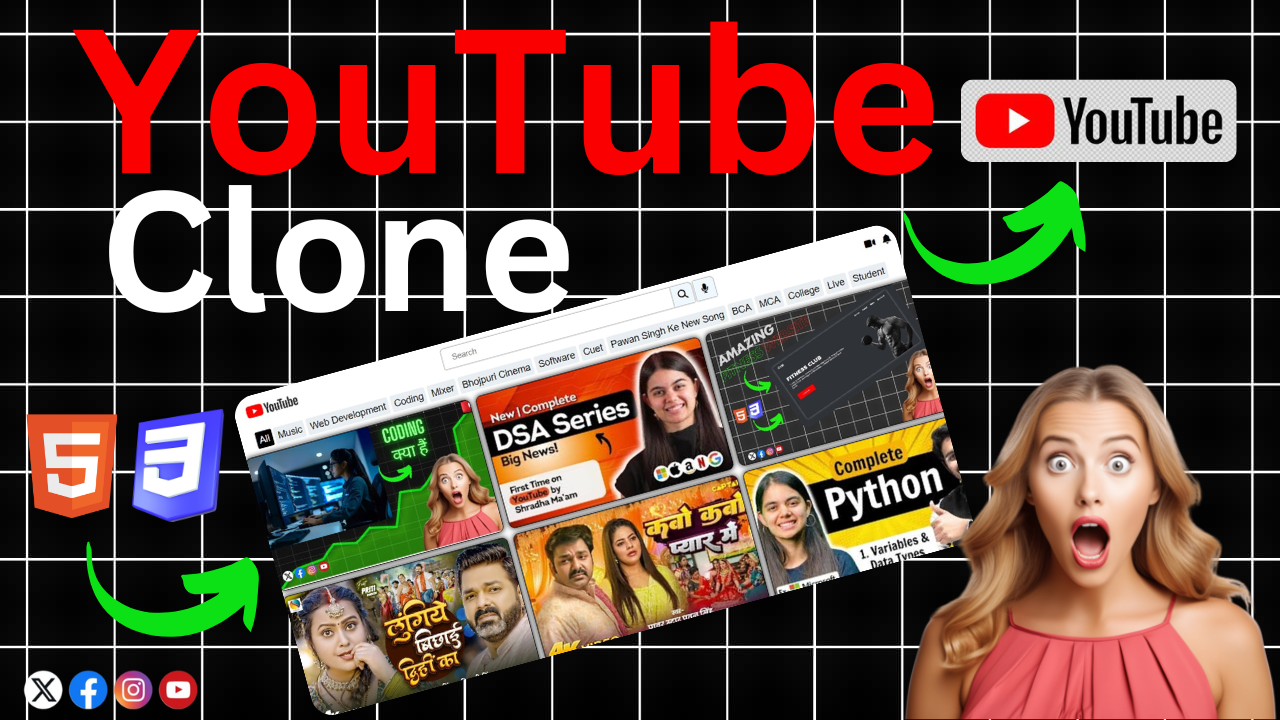 YouTube
YouTube
Clone
YouTube
Search
All
Music
Web Development
Coding
Mixer
Bhojpuri Cinema
Software
Cuet
Pawan Singh Ke New Song
BCA
MCA
College
Live
Student
CODING
क्या हैं
New | Complete
DSA Series
Big News!
First Time on
YouTube by
Shradha Ma'am
AMAZING
FITNESS CLUB
लुगिये
बिछाई
दिहीं का
कवो कवो
प्यार में
Complete
Python
1. Variables &
Data Types
Microsoft